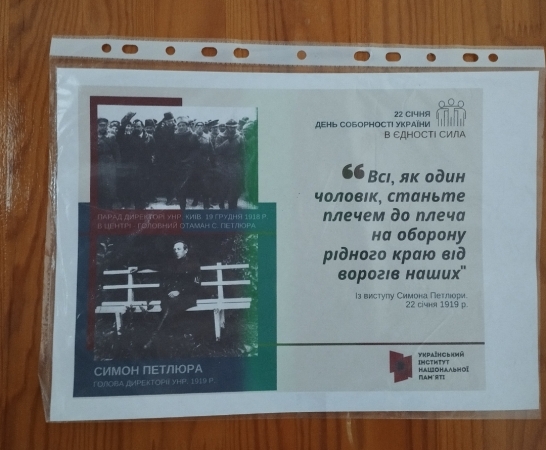 ПАРАД ДИРЕКТОРІЇ УНР. КИЇВ. 19 ГРУДНЯ 1918 Р.
В ЦЕНТРІ - ГОЛОВНИЙ ОТАМАН С. ПЕТЛЮРА
СИМОН ПЕТЛЮРА
ГОЛОВА ДИРЕКТОРІЇ УНР. 1919 Р.
22 СІЧНЯ
ДЕНЬ СОБОРНОСТІ УКРАЇНИ
В ЄДНОСТІ СИЛА
“Всі, як один
чоловік, станьте
плечем до плеча
на оборону
рідного краю від
ворогів наших"
Із виступу Симона Петлюри
22 січня 1919 р.
УКРАЇНСЬКИЙ
ІНСТИТУТ
НАЦІОНАЛЬНОЇ
ПАМ'ЯТІ